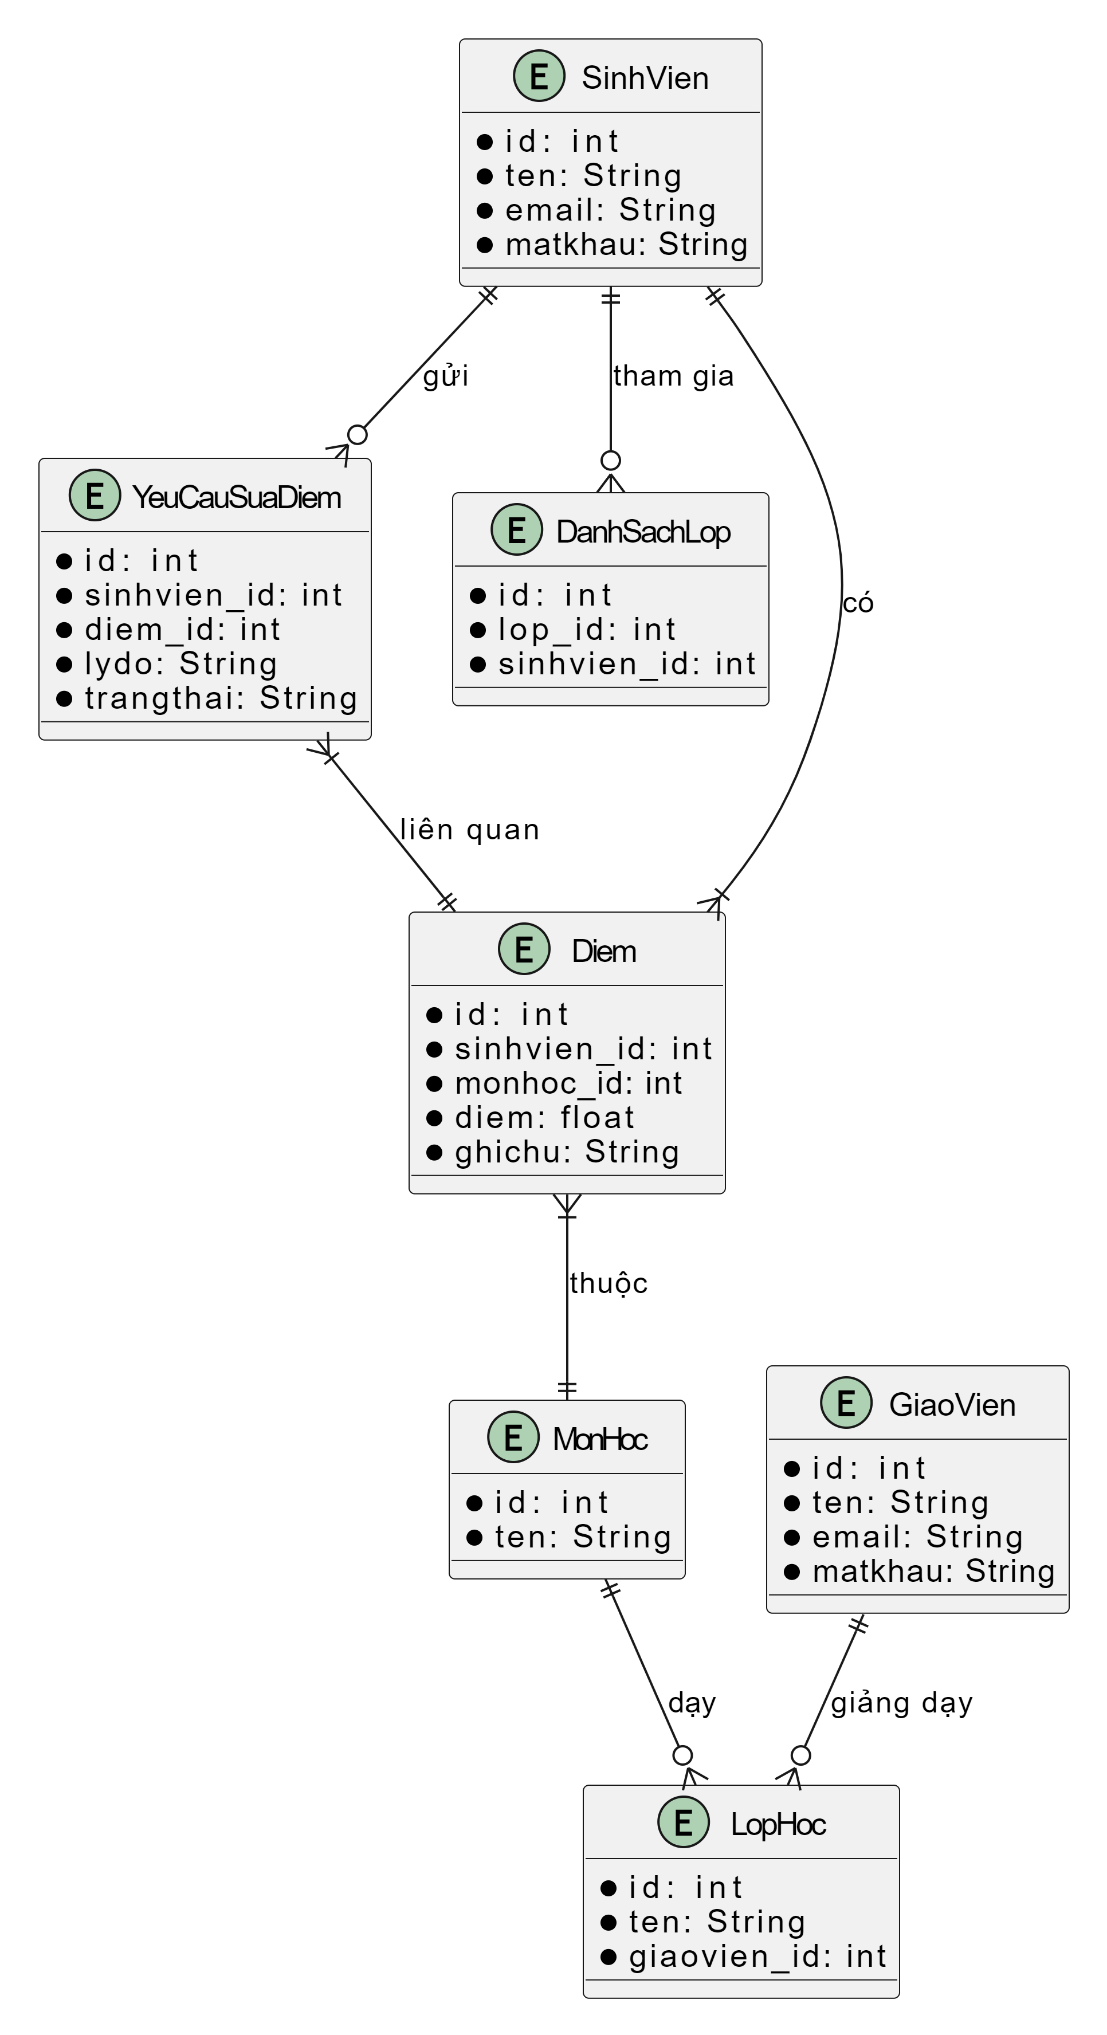 E SinhVien
id: int
ten: String
email: String
matkhau: String
gửi
tham gia
có
E YeuCauSuaDiem
id: int
sinhvien_id: int
diem_id: int
lydo: String
trangthai: String
E DanhSachLop
id: int
lop_id: int
sinhvien_id: int
liên quan
E Diem
id: int
sinhvien_id: int
monhoc_id: int
diem: float
ghichu: String
thuộc
E MonHoc
id: int
ten: String
E GiaoVien
id: int
ten: String
email: String
matkhau: String
dạy
giảng dạy
E LopHoc
id: int
ten: String
giaovien_id: int